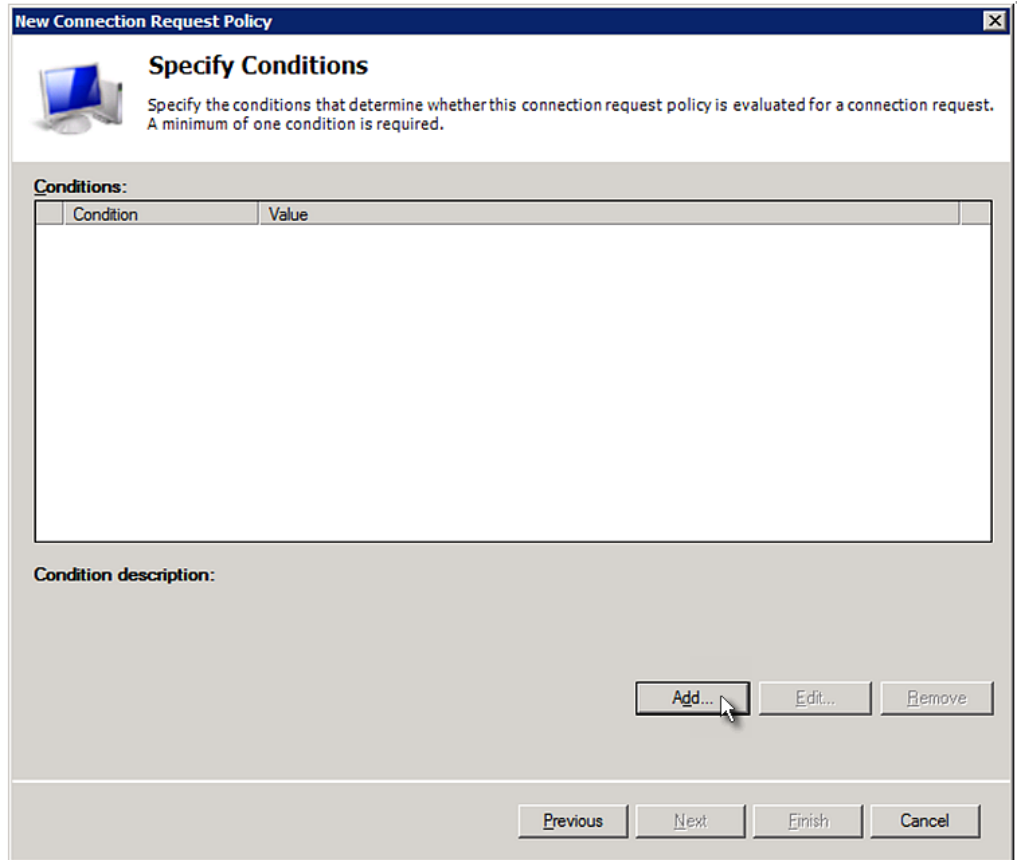 New Connection Request Policy
Specify Conditions
Specify the conditions that determine whether this connection request policy is evaluated for a connection request.
A minimum of one condition is required.
Conditions:
Condition Value
Condition description:
Add... Edit... Remove
Previous Next Finish Cancel